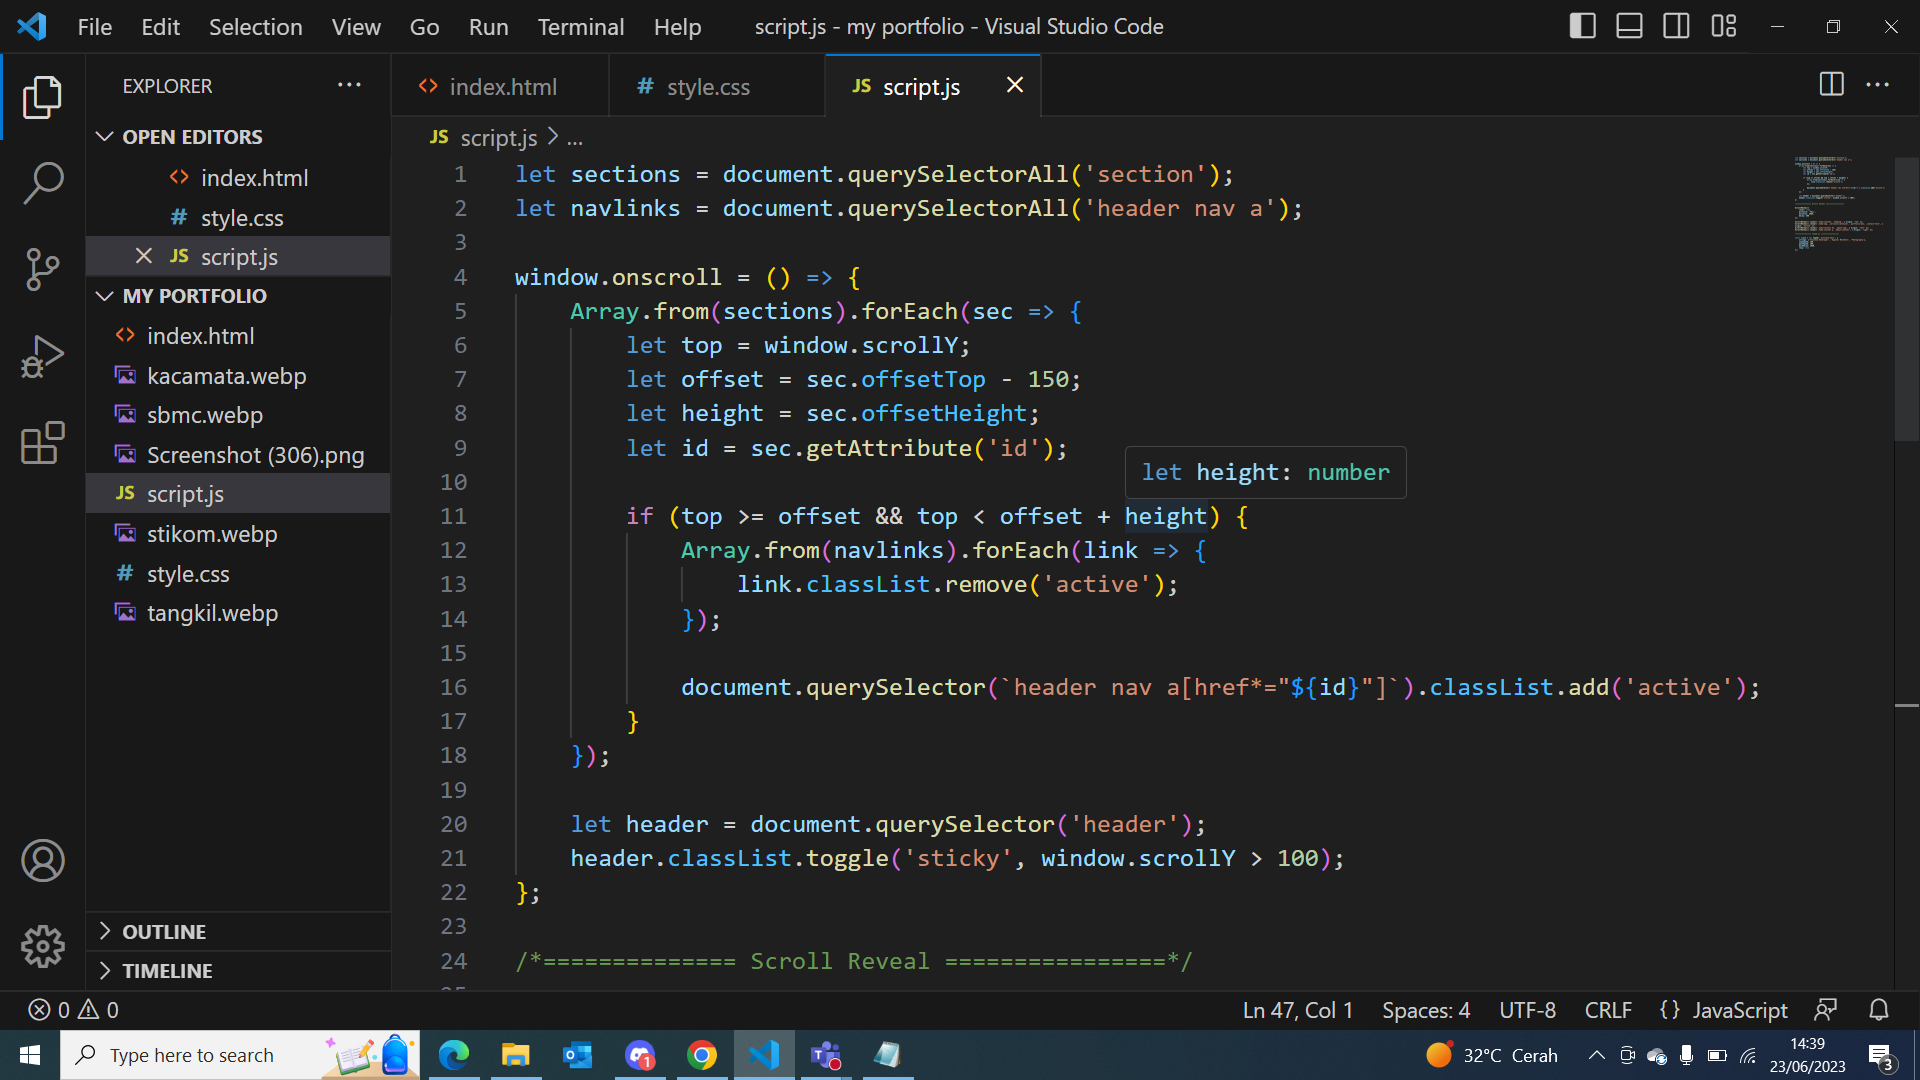 File Edit Selection View Go Run Terminal Help script.js - my portfolio - Visual Studio Code
EXPLORER
OPEN EDITORS
index.html
style.css
JS script.js
MY PORTFOLIO
index.html
kacamata.webp
sbmc.webp
Screenshot (306).png
JS script.js
stikom.webp
# style.css
tangkil.webp
OUTLINE
TIMELINE
index.html # style.css JS script.js
JS script.js > ...
1 let sections = document.querySelectorAll('section');
2 let navlinks = document.querySelectorAll('header nav a');
3
4 window.onscroll = () => {
5 Array.from(sections).forEach(sec => {
6 let top = window.scrollY;
7 let offset = sec.offsetTop - 150;
8 let height = sec.offsetHeight;
9 let id = sec.getAttribute('id');
let height: number
10
11 if (top >= offset && top < offset + height) {
12 Array.from(navlinks).forEach(link => {
13 link.classList.remove('active');
14 });
15
16 document.querySelector(`header nav a[href*="${id}"]`).classList.add('active');
17 }
18 });
19
20 let header = document.querySelector('header');
21 header.classList.toggle('sticky', window.scrollY > 100);
22 };
23
24 /*============== Scroll Reveal ================*/
0 0 Ln 47, Col 1 Spaces: 4 UTF-8 CRLF {} JavaScript
Type here to search 1 32°C Cerah 14:39
23/06/2023 3